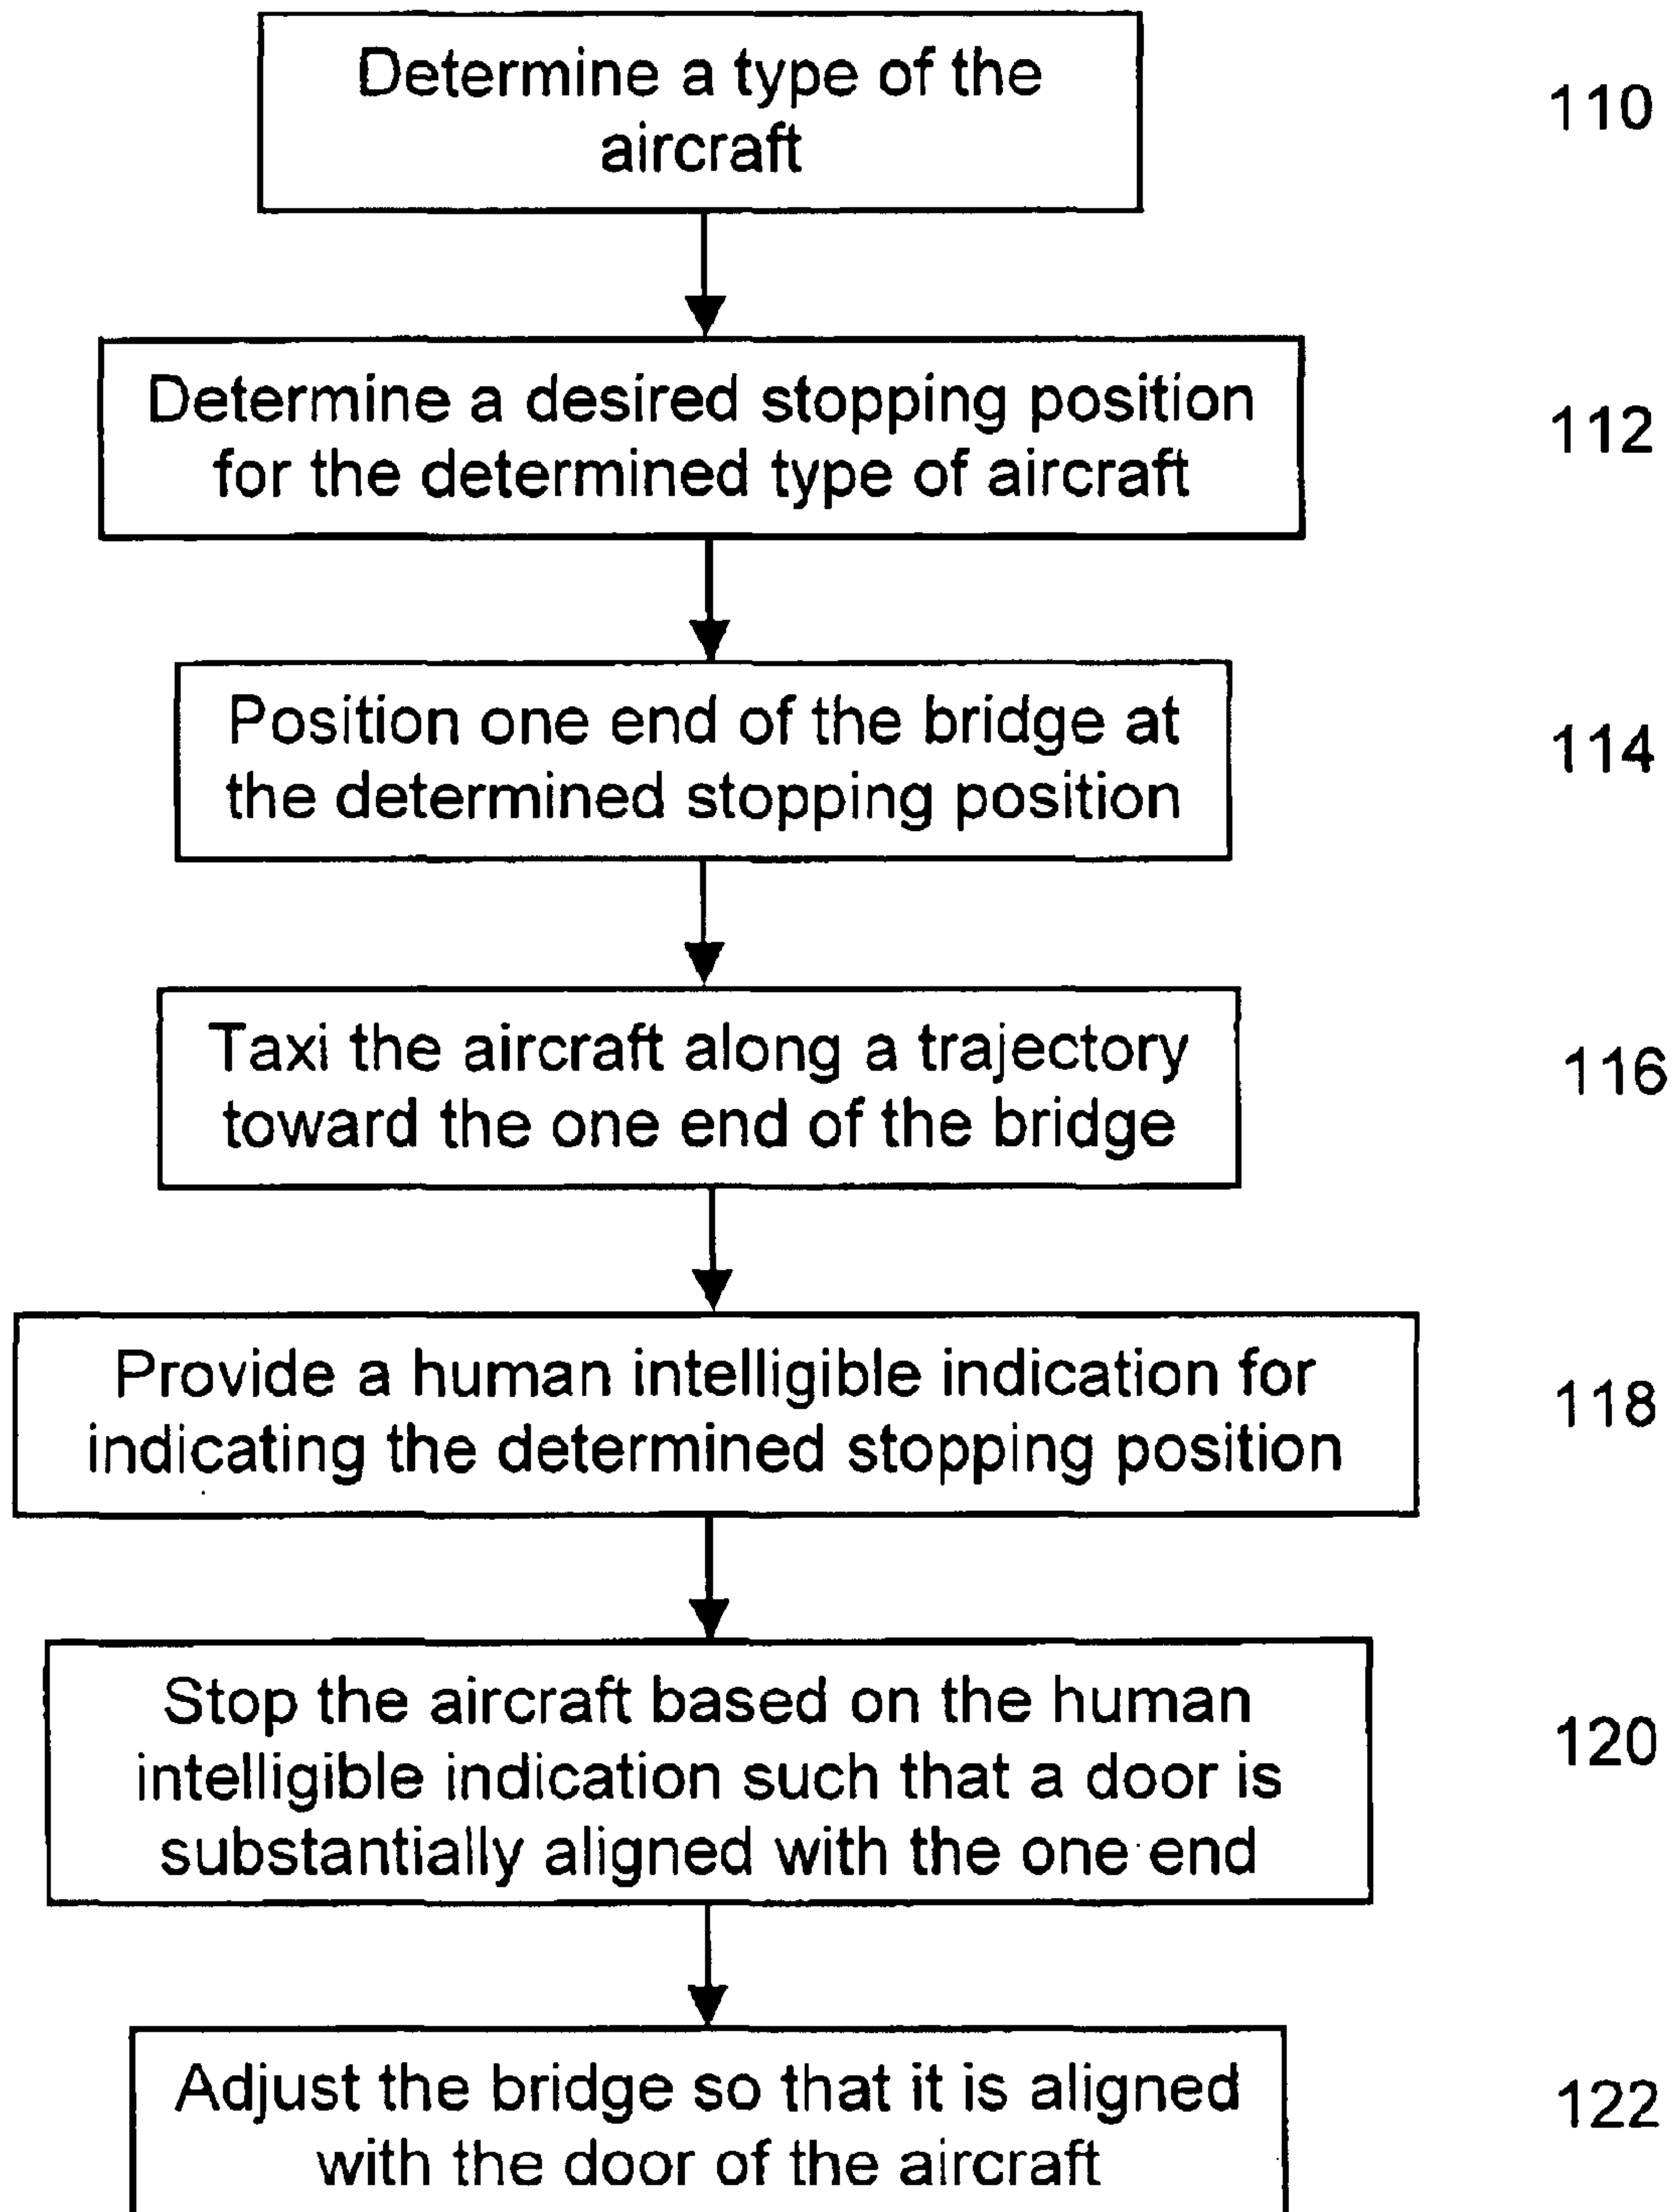 Determine a type of the
aircraft
110
Determine a desired stopping position
for the determined type of aircraft
112
Position one end of the bridge at
the determined stopping position
114
Taxi the aircraft along a trajectory
toward the one end of the bridge
116
Provide a human intelligible indication for
indicating the determined stopping position
118
Stop the aircraft based on the human
intelligible indication such that a door is
substantially aligned with the one end
120
Adjust the bridge so that it is aligned
with the door of the aircraft
122